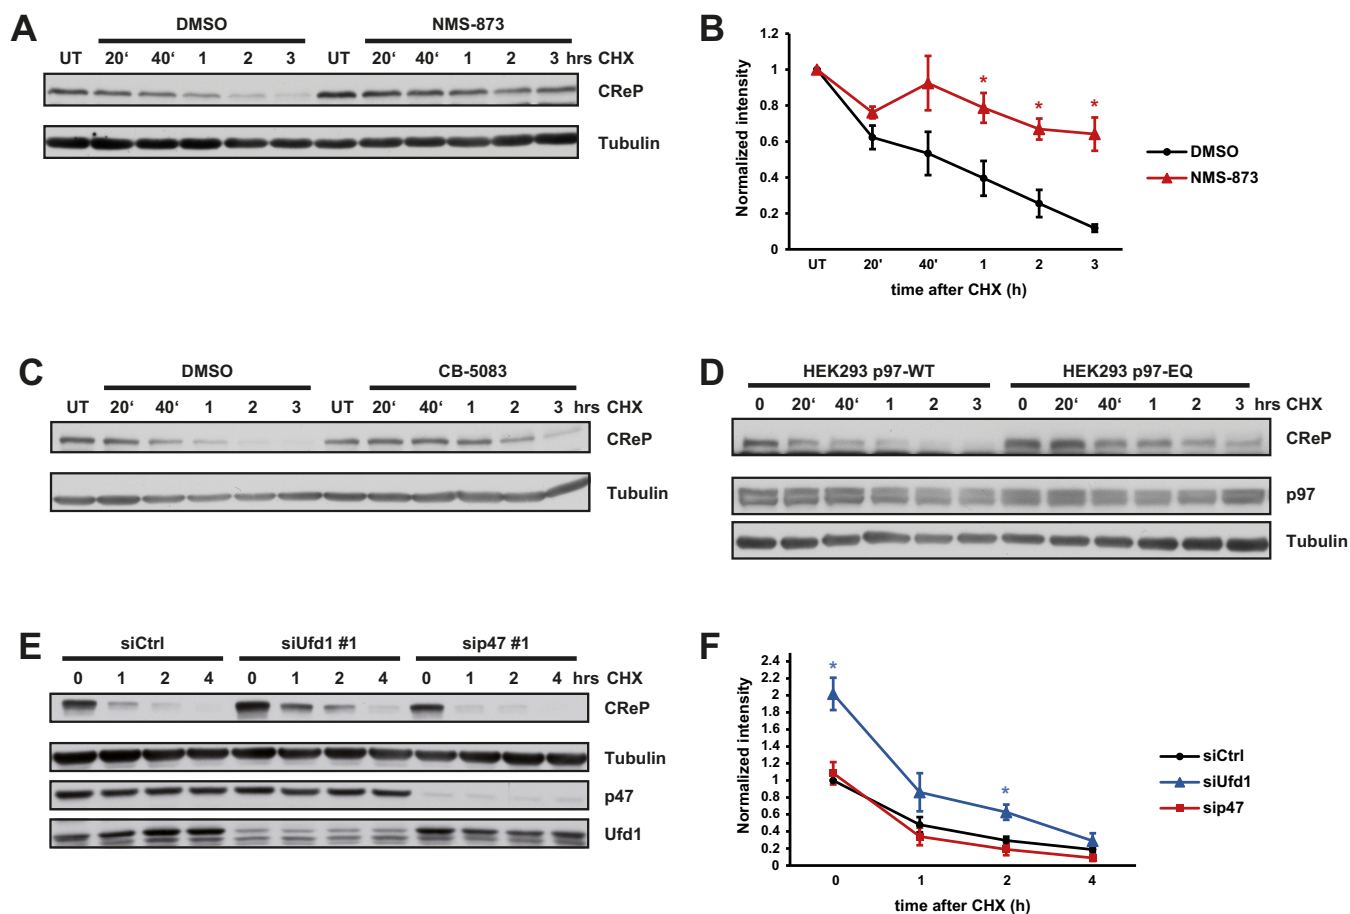 A
DMSO NMS-873
UT 20‘ 40‘ 1 2 3 UT 20‘ 40‘ 1 2 3 hrs CHX
CReP
Tubulin
B
1.2
1
0.8
0.6
0.4
0.2
0
Normalized intensity
* * *
UT 20' 40' 1 2 3
time after CHX (h)
DMSO
NMS-873
C
DMSO CB-5083
UT 20‘ 40‘ 1 2 3 UT 20‘ 40‘ 1 2 3 hrs CHX
CReP
Tubulin
D
HEK293 p97-WT HEK293 p97-EQ
0 20‘ 40‘ 1 2 3 0 20‘ 40‘ 1 2 3 hrs CHX
CReP
p97
Tubulin
E
siCtrl siUfd1 #1 sip47 #1
0 1 2 4 0 1 2 4 0 1 2 4 hrs CHX
CReP
Tubulin
p47
Ufd1
F
2.4
2.2
2
1.8
1.6
1.4
1.2
1
0.8
0.6
0.4
0.2
0
Normalized intensity
* *
0 1 2 4
time after CHX (h)
siCtrl
siUfd1
sip47